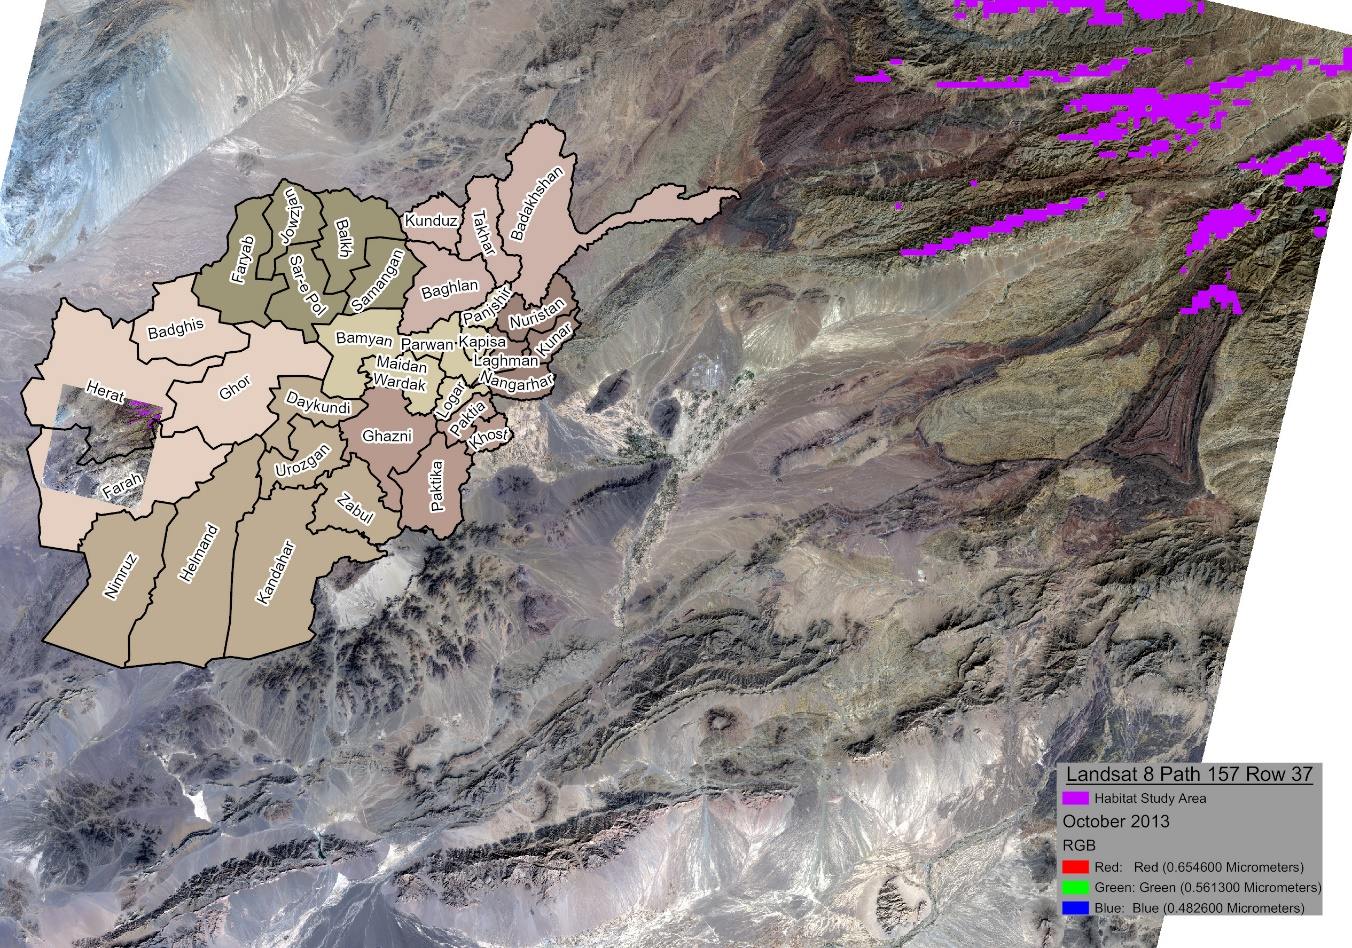 Badakhshan
Kunduz
Takhar
Jowzjan
Balkh
Faryab
Sar-e Pol
Samangan
Baghlan
Panjshir
Nuristan
Badghis
Bamyan
Parwan
Kapisa
Kunar
Laghman
Maidan
Wardak
Nangarhar
Herat
Ghor
Daykundi
Logar
Paktia
Khost
Ghazni
Urozgan
Paktika
Farah
Zabul
Nimruz
Helmand
Kandahar
Landsat 8 Path 157 Row 37
Habitat Study Area
October 2013
RGB
Red: Red (0.654600 Micrometers)
Green: Green (0.561300 Micrometers)
Blue: Blue (0.482600 Micrometers)